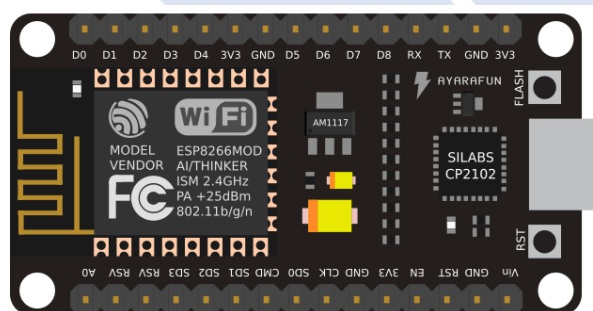 D0 D1 D2 D3 D4 3V3 GND D5 D6 D7 D8 RX TX GND 3V3
AYARAFUN
FLASH
WiFi
MODEL
VENDOR
ESP8266MOD
AI/THINKER
ISM 2.4GHz
PA +25dBm
802.11b/g/n
FC
AM1117
SILABS
CP2102
RST
A0 RSV RSV SD3 SD2 SD1 CMD SD0 CLK GND 3V3 EN RST GND Vin